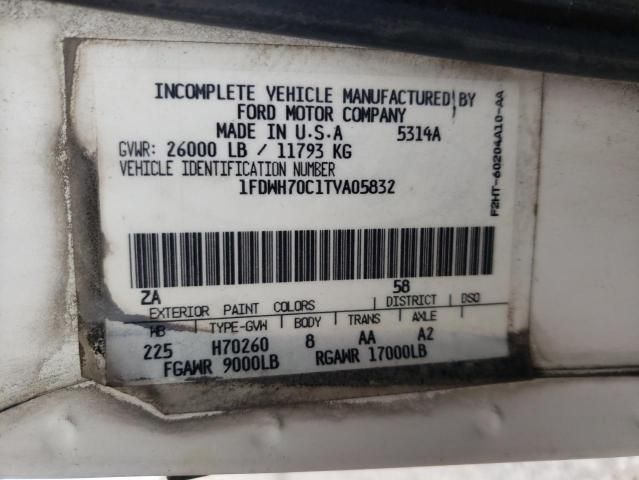 INCOMPLETE VEHICLE MANUFACTURED BY
FORD MOTOR COMPANY
MADE IN U.S.A 5314A
GVWR: 26000 LB / 11793 KG
VEHICLE IDENTIFICATION NUMBER
1FDWH70C1TVA05832
F2HT-60204A10-AA
ZA 58
EXTERIOR PAINT COLORS DISTRICT DSO
WB TYPE-GVW BODY TRANS AXLE
225 H70260 8 AA A2
FGAWR 9000LB RGAWR 17000LB